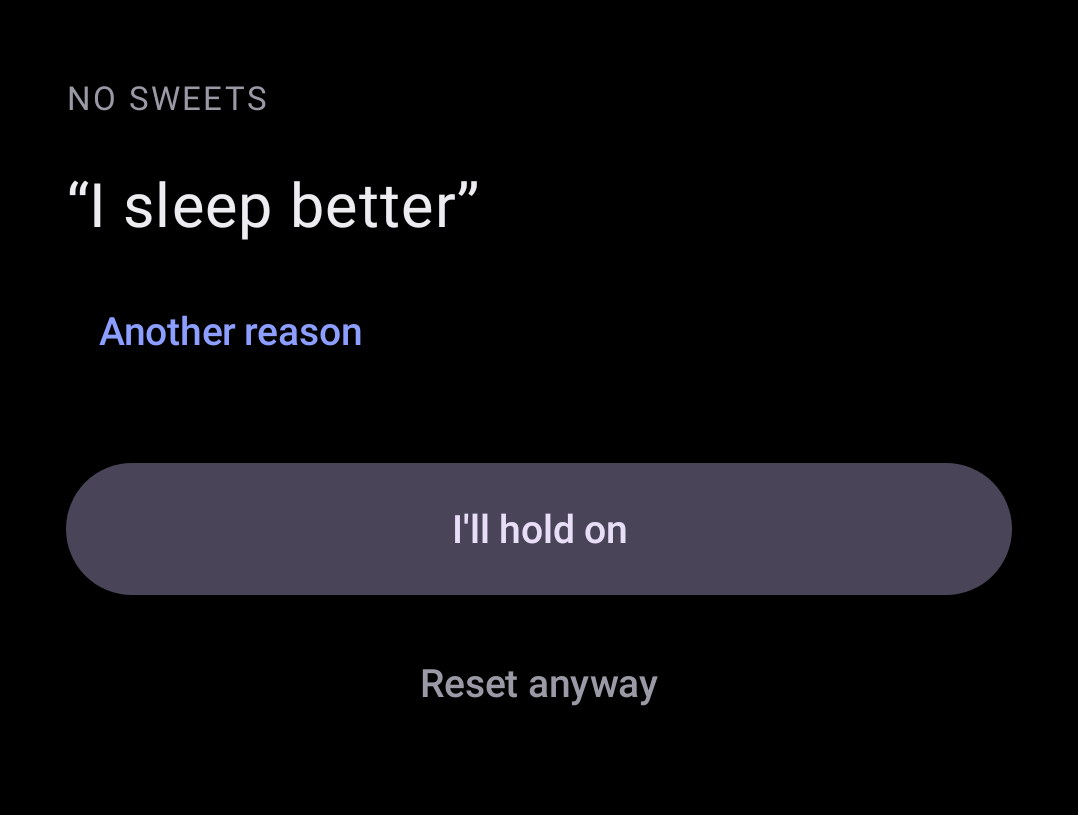 NO SWEETS
“I sleep better”
Another reason
I'll hold on
Reset anyway